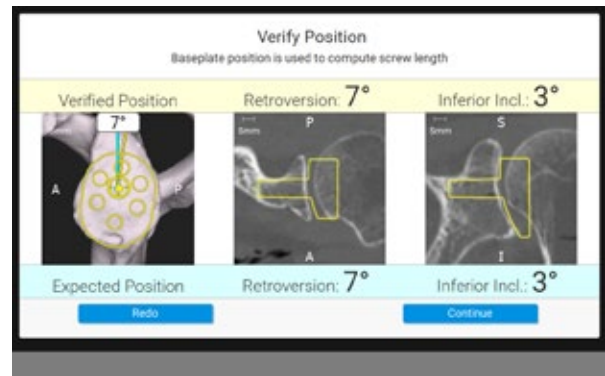 Verify Position
Baseplate position is used to compute screw length
Verified Position Retroversion: 7° Inferior Incl.: 3°
7°
A P
5mm P A
5mm S I
Expected Position Retroversion: 7° Inferior Incl.: 3°
Redo Continue